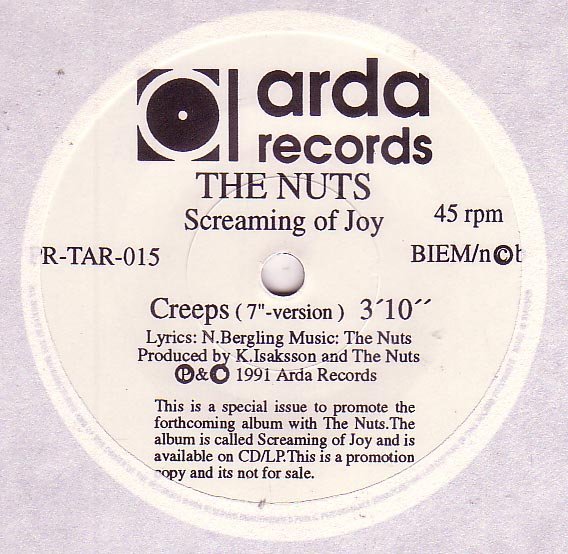 arda
records
THE NUTS
Screaming of Joy
45 rpm
R-TAR-015
BIEM/n©b
Creeps ( 7"-version ) 3´10´´
Lyrics: N.Bergling Music: The Nuts
Produced by K.Isaksson and The Nuts
℗&© 1991 Arda Records
This is a special issue to promote the
forthcoming album with The Nuts.The
album is called Screaming of Joy and is
available on CD/LP.This is a promotion
copy and its not for sale.